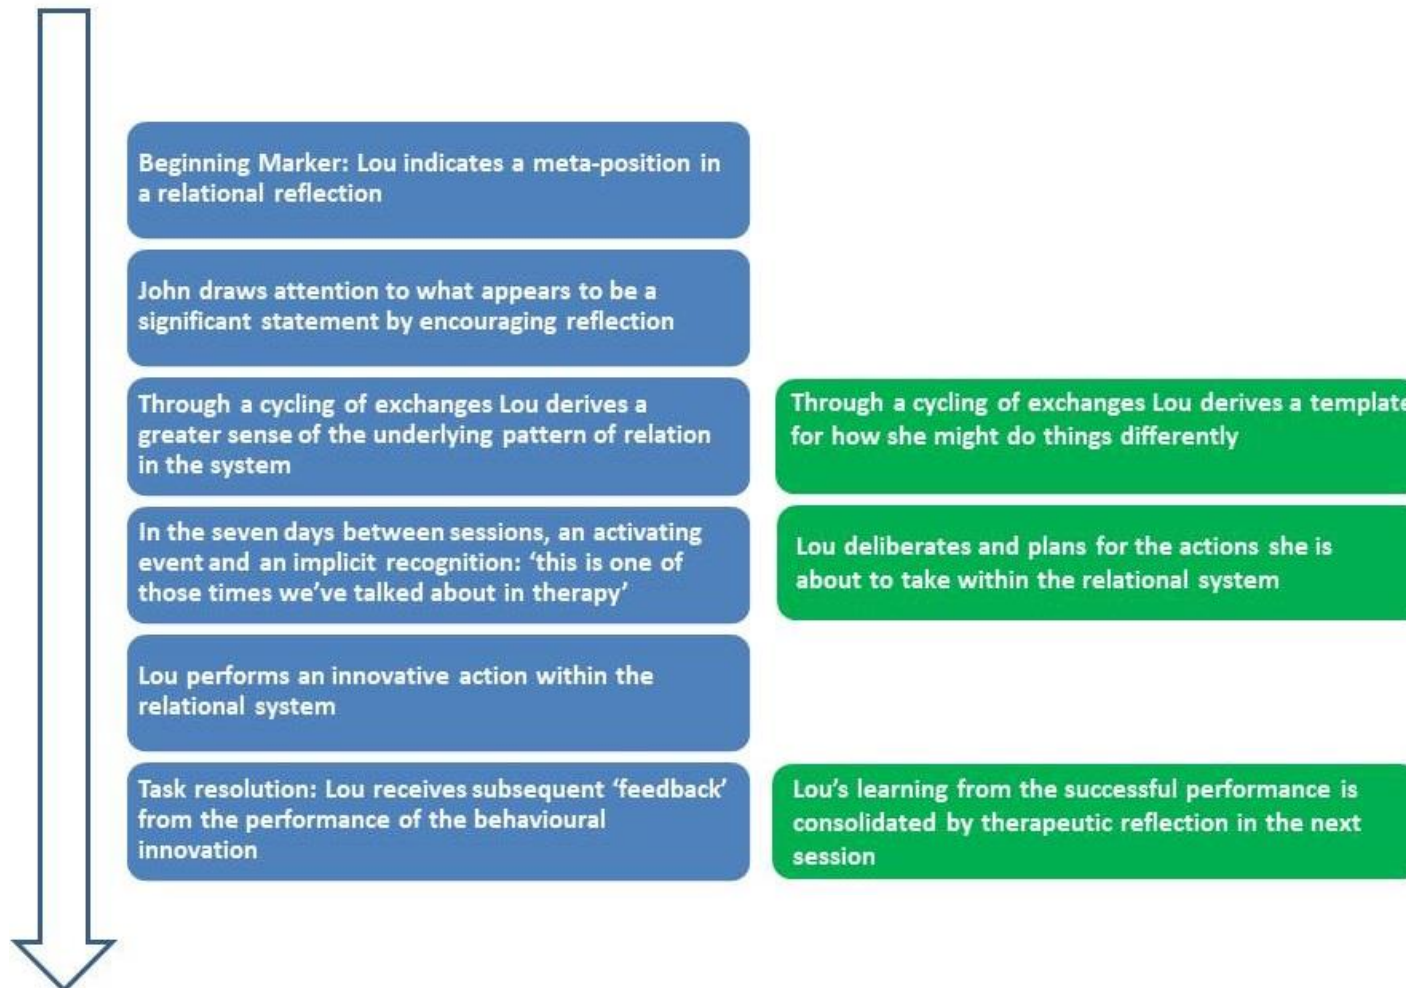 Beginning Marker: Lou indicates a meta-position in
a relational reflection
John draws attention to what appears to be a
significant statement by encouraging reflection
Through a cycling of exchanges Lou derives a
greater sense of the underlying pattern of relation
in the system
Through a cycling of exchanges Lou derives a template
for how she might do things differently
In the seven days between sessions, an activating
event and an implicit recognition: ‘this is one of
those times we’ve talked about in therapy’
Lou deliberates and plans for the actions she is
about to take within the relational system
Lou performs an innovative action within the
relational system
Task resolution: Lou receives subsequent ‘feedback’
from the performance of the behavioural
innovation
Lou’s learning from the successful performance is
consolidated by therapeutic reflection in the next
session